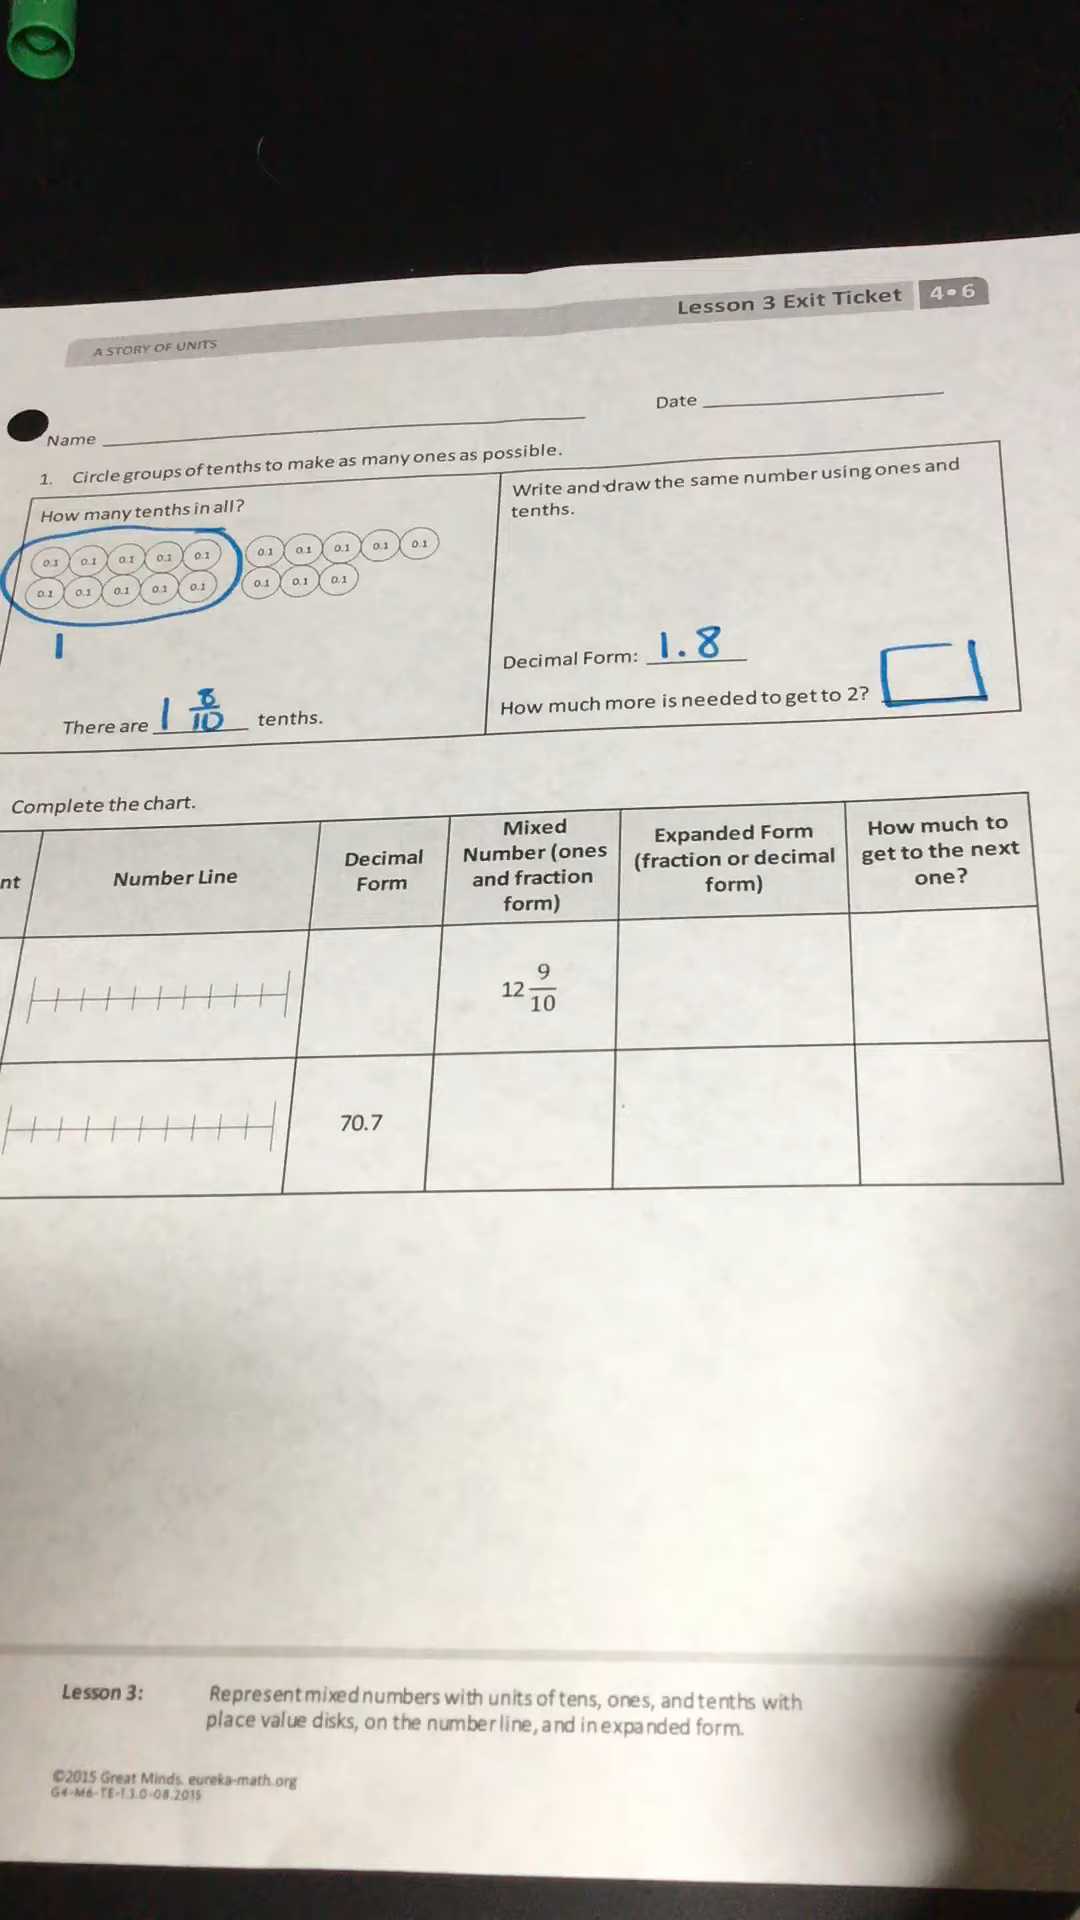 Lesson 3 Exit Ticket 4•6
A STORY OF UNITS
Name
Date
1. Circle groups of tenths to make as many ones as possible.
How many tenths in all?
0.1 0.1 0.1 0.1 0.1 0.1 0.1 0.1 0.1 0.1
0.1 0.1 0.1 0.1 0.1 0.1 0.1 0.1
1
There are 1 8/10 tenths.
Write and draw the same number using ones and
tenths.
Decimal Form: 1.8
How much more is needed to get to 2?
Complete the chart.
nt
Number Line
Decimal
Form
Mixed
Number (ones
and fraction
form)
Expanded Form
(fraction or decimal
form)
How much to
get to the next
one?
12 9/10
70.7
Lesson 3: Represent mixed numbers with units of tens, ones, and tenths with
place value disks, on the number line, and in expanded form.
©2015 Great Minds. eureka-math.org
G4-M6-TE-1.3.0-08.2015